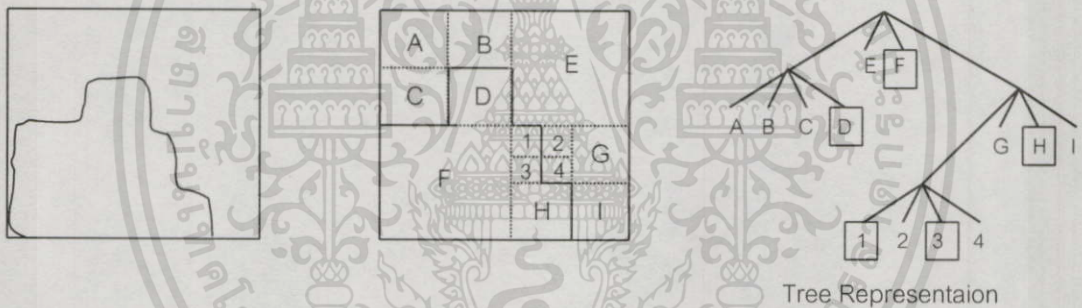 A B E
C D
1 2 G
F 3 4
H I
E F
A B C D
G H I
1 2 3 4
Tree Representaion